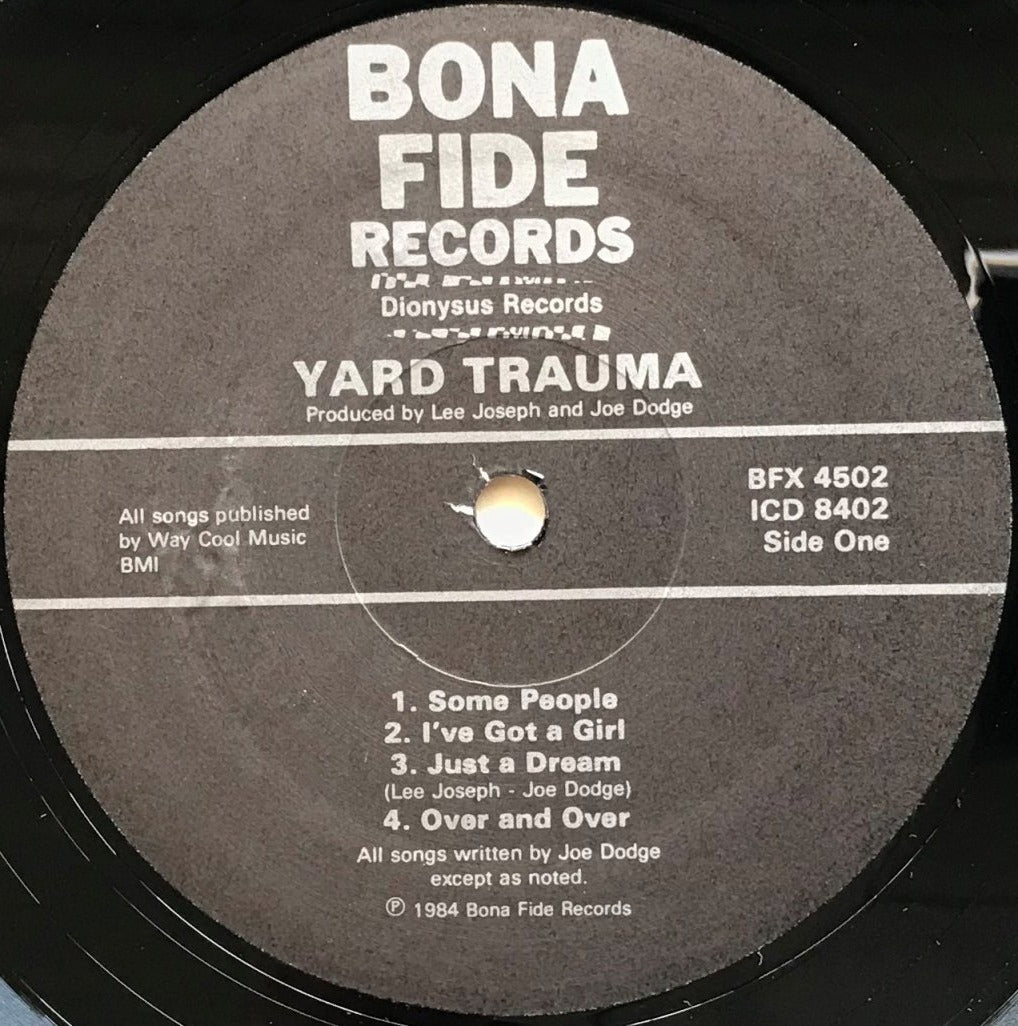 BONA
FIDE
RECORDS
Dionysus Records
YARD TRAUMA
Produced by Lee Joseph and Joe Dodge
All songs published
by Way Cool Music
BMI
BFX 4502
ICD 8402
Side One
1. Some People
2. I've Got a Girl
3. Just a Dream
(Lee Joseph - Joe Dodge)
4. Over and Over
All songs written by Joe Dodge
except as noted.
℗ 1984 Bona Fide Records